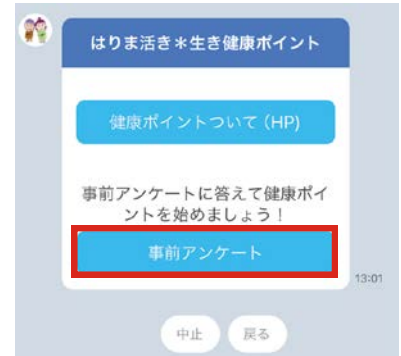 はりま活き＊生き健康ポイント
健康ポイントついて（HP)
事前アンケートに答えて健康ポイ
ントを始めましょう！
事前アンケート
13:01
中止
戻る